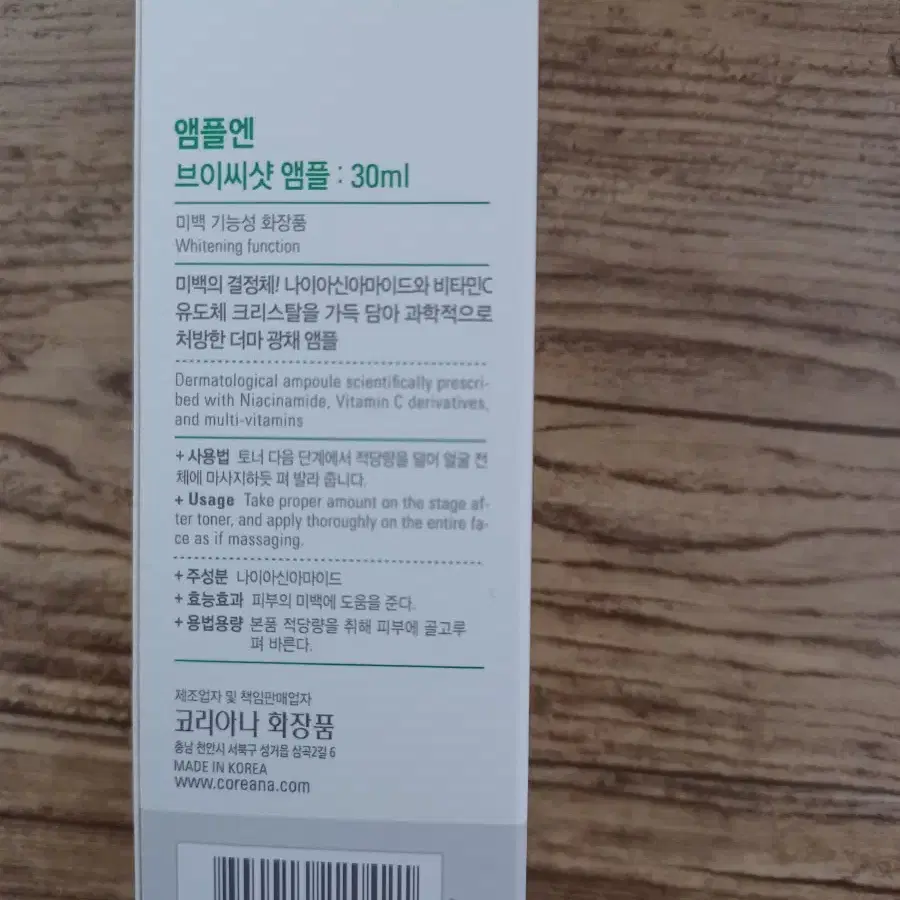 앰플엔
브이씨샷 앰플 : 30ml
미백 기능성 화장품
Whitening function
미백의 결정체! 나이아신아마이드와 비타민C
유도체 크리스탈을 가득 담아 과학적으로
처방한 더마 광채 앰플
Dermatological ampoule scientifically prescri-
bed with Niacinamide, Vitamin C derivatives,
and multi-vitamins
+ 사용법 토너 다음 단계에서 적당량을 덜어 얼굴 전
체에 마사지하듯 펴 발라 줍니다.
+ Usage Take proper amount on the stage af-
ter toner, and apply thoroughly on the entire fa-
ce as if massaging.
+ 주성분 나이아신아마이드
+ 효능효과 피부의 미백에 도움을 준다.
+ 용법용량 본품 적당량을 취해 피부에 골고루
펴 바른다.
제조업자 및 책임판매업자
코리아나 화장품
충남 천안시 서북구 성거읍 삼곡2길 6
MADE IN KOREA
www.coreana.com